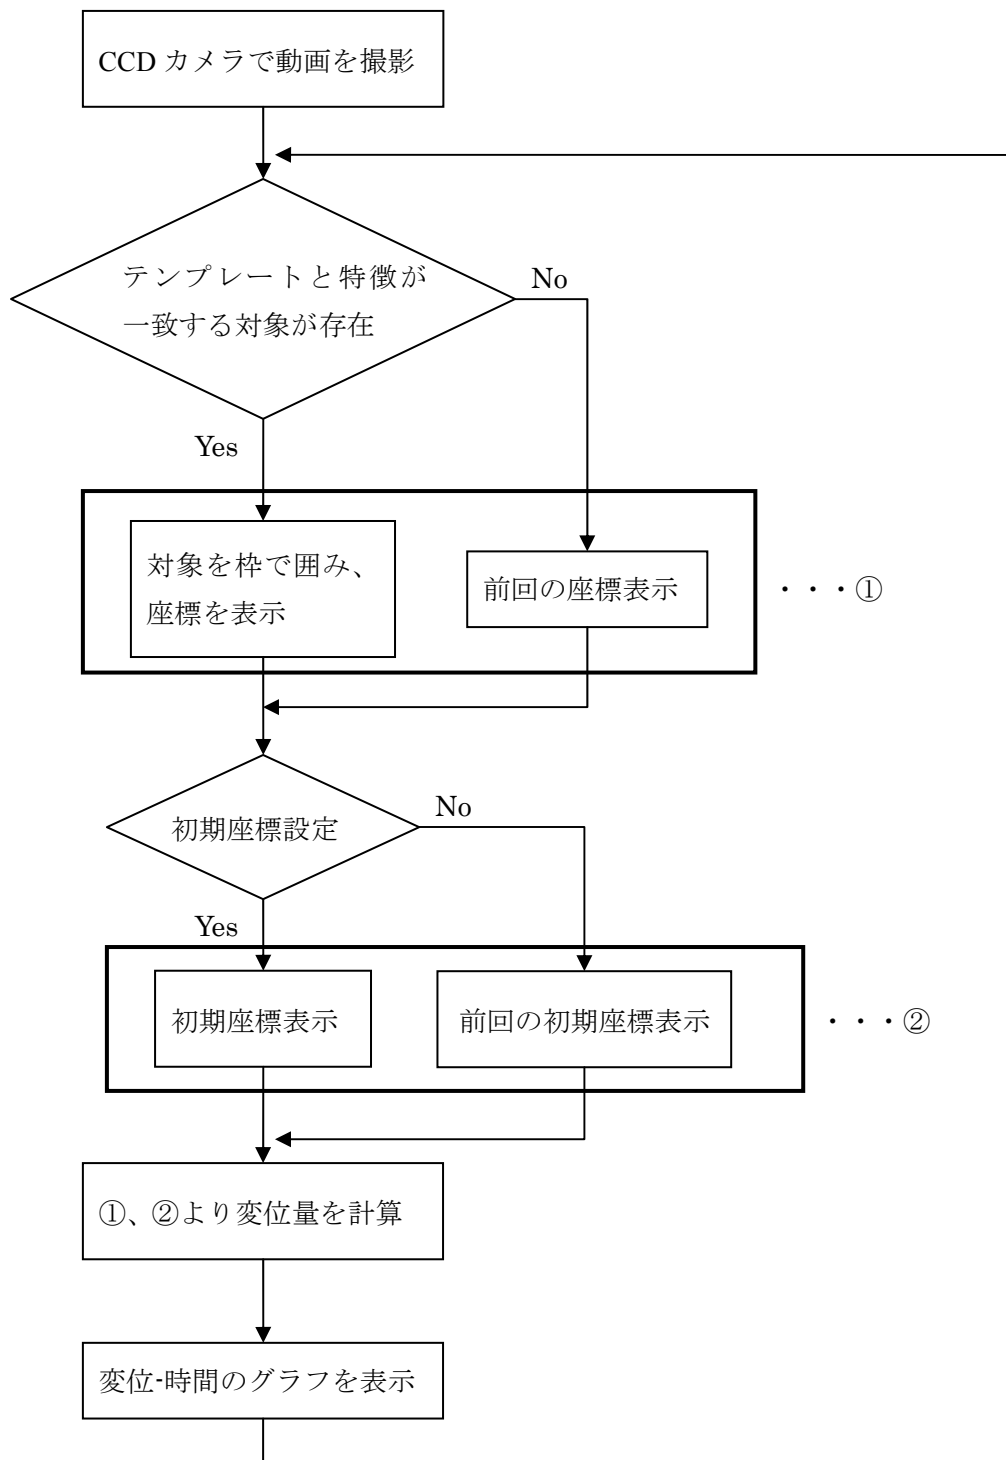 CCD カメラで動画を撮影
テンプレートと特徴が
一致する対象が存在
No
Yes
対象を枠で囲み、
座標を表示
前回の座標表示
・・・①
初期座標設定
No
Yes
初期座標表示
前回の初期座標表示
・・・②
①、②より変位量を計算
変位-時間のグラフを表示